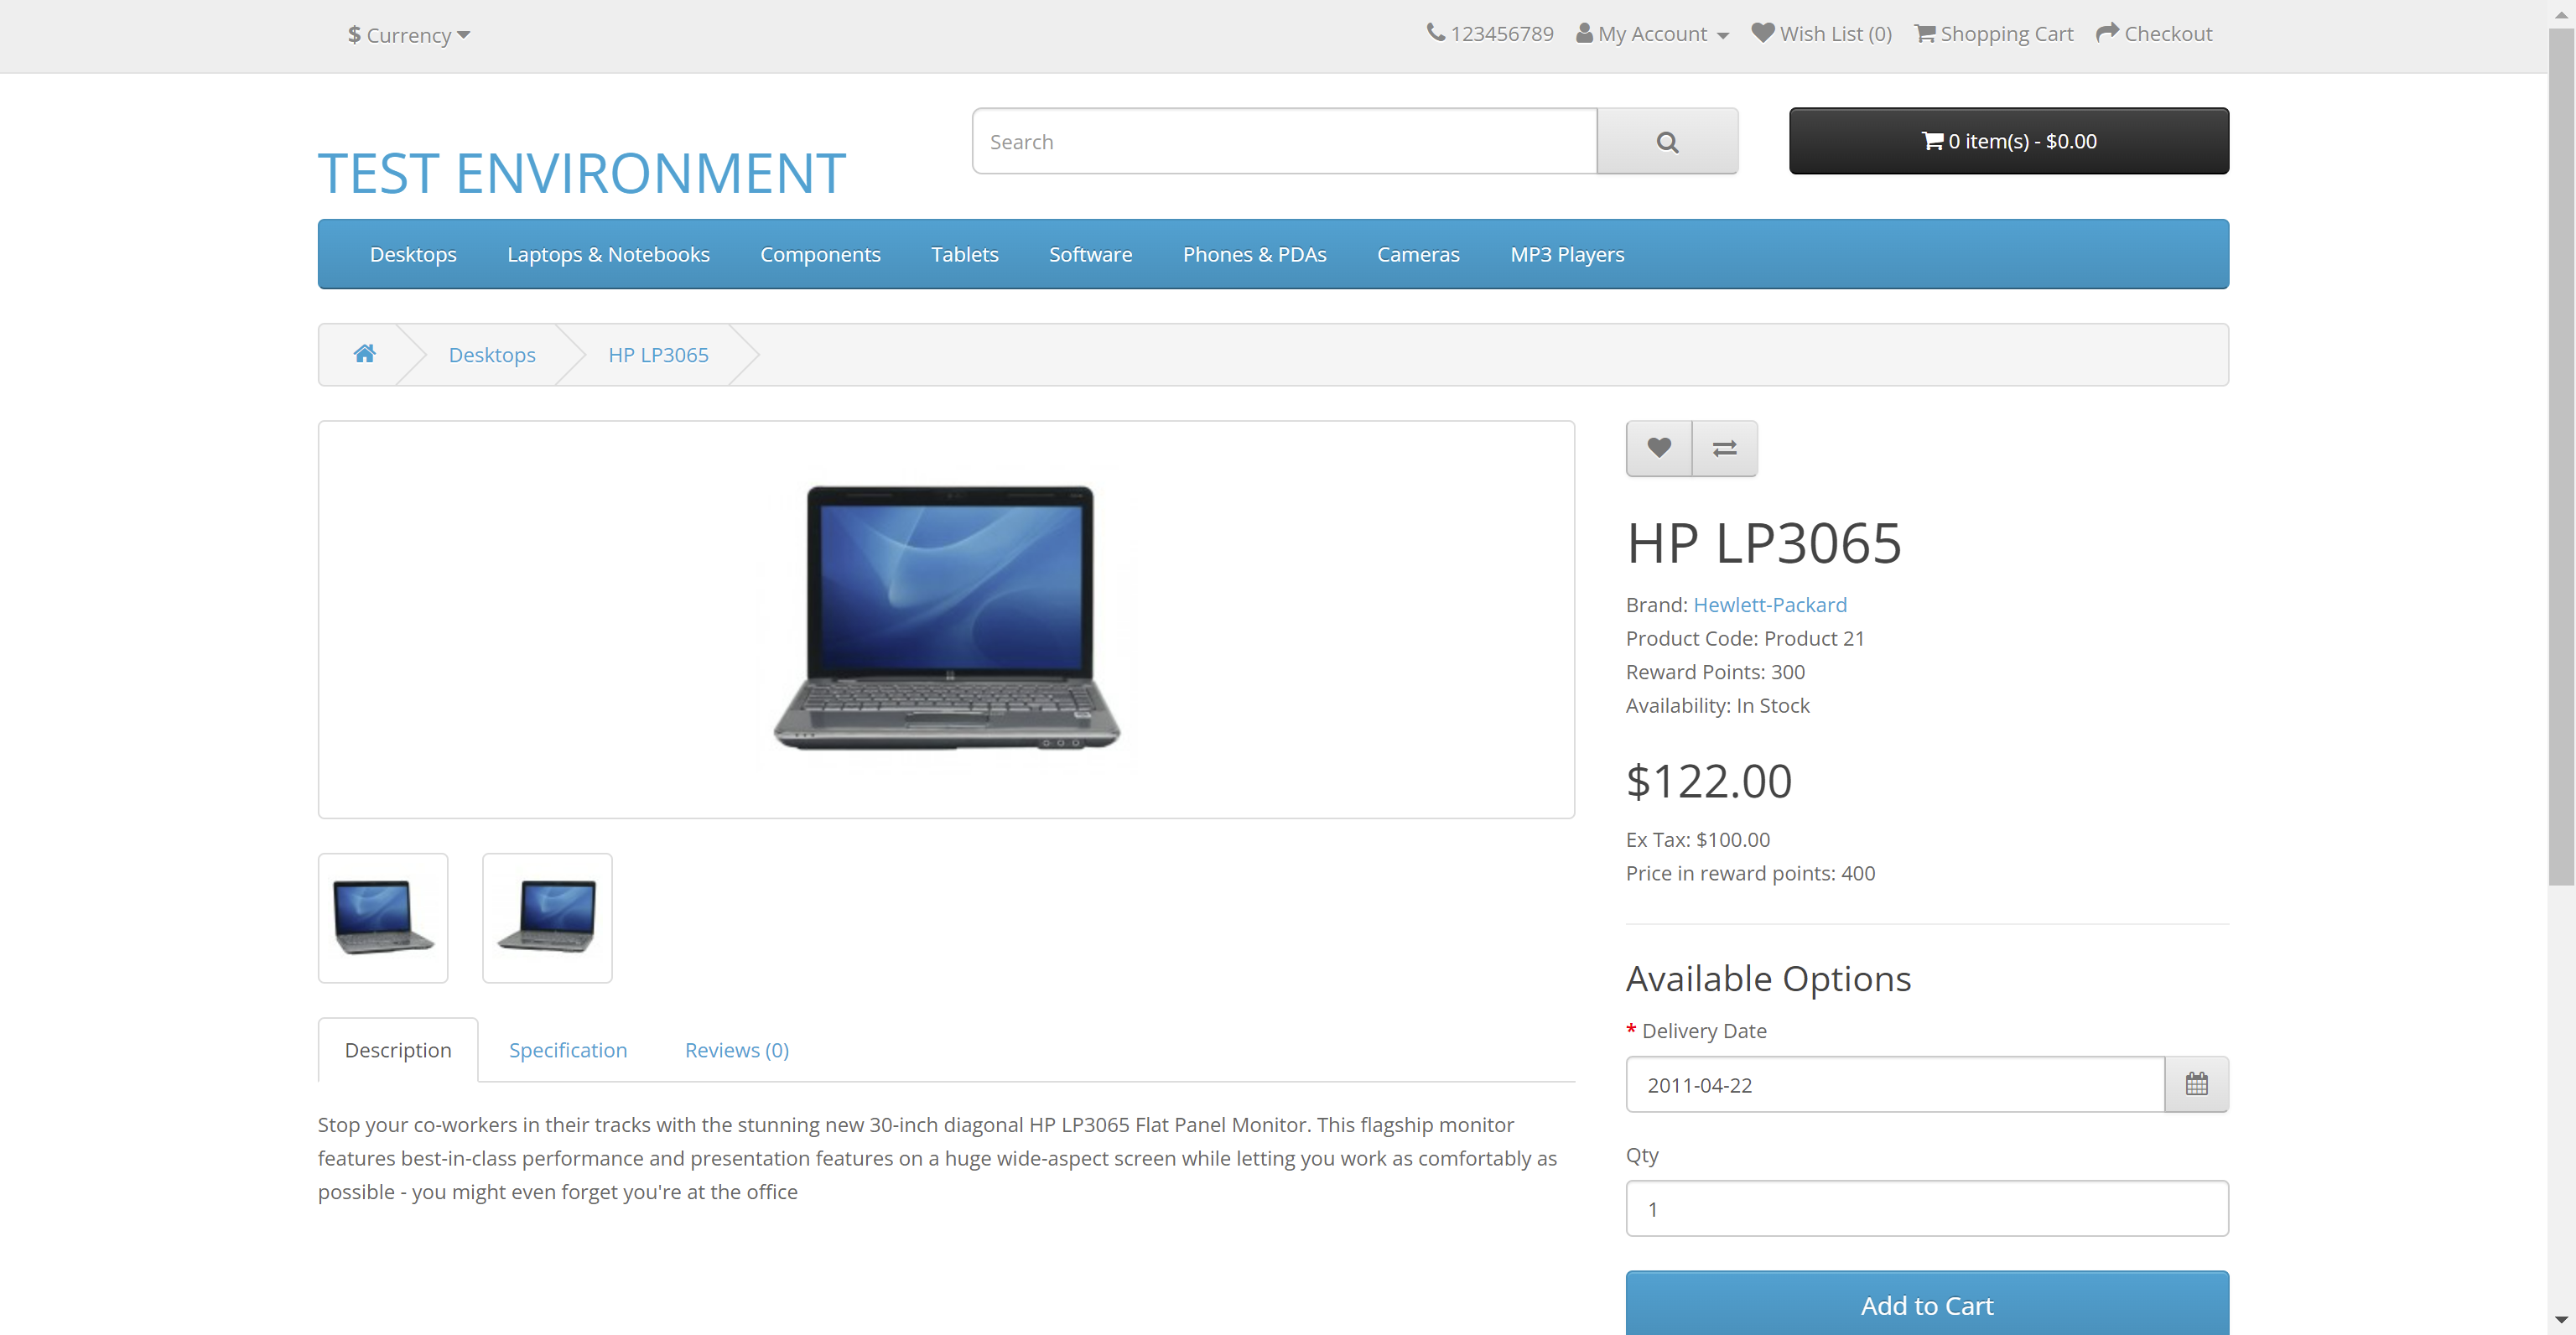 $ Currency
123456789 My Account Wish List (0) Shopping Cart Checkout
TEST ENVIRONMENT
Search
0 item(s) - $0.00
Desktops Laptops & Notebooks Components Tablets Software Phones & PDAs Cameras MP3 Players
Desktops HP LP3065
HP LP3065
Brand: Hewlett-Packard
Product Code: Product 21
Reward Points: 300
Availability: In Stock
$122.00
Ex Tax: $100.00
Price in reward points: 400
Available Options
* Delivery Date
2011-04-22
Qty
1
Add to Cart
Description Specification Reviews (0)
Stop your co-workers in their tracks with the stunning new 30-inch diagonal HP LP3065 Flat Panel Monitor. This flagship monitor
features best-in-class performance and presentation features on a huge wide-aspect screen while letting you work as comfortably as
possible - you might even forget you're at the office